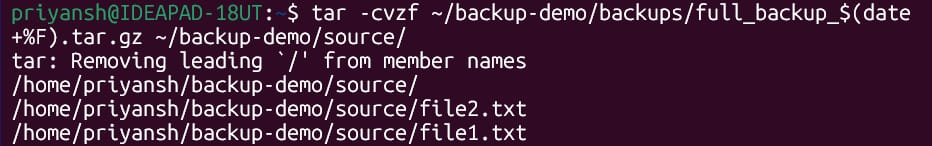 priyansh@IDEAPAD-18UT:~$ tar -cvzf ~/backup-demo/backups/full_backup_$(date
+%F).tar.gz ~/backup-demo/source/
tar: Removing leading `/' from member names
/home/priyansh/backup-demo/source/
/home/priyansh/backup-demo/source/file2.txt
/home/priyansh/backup-demo/source/file1.txt